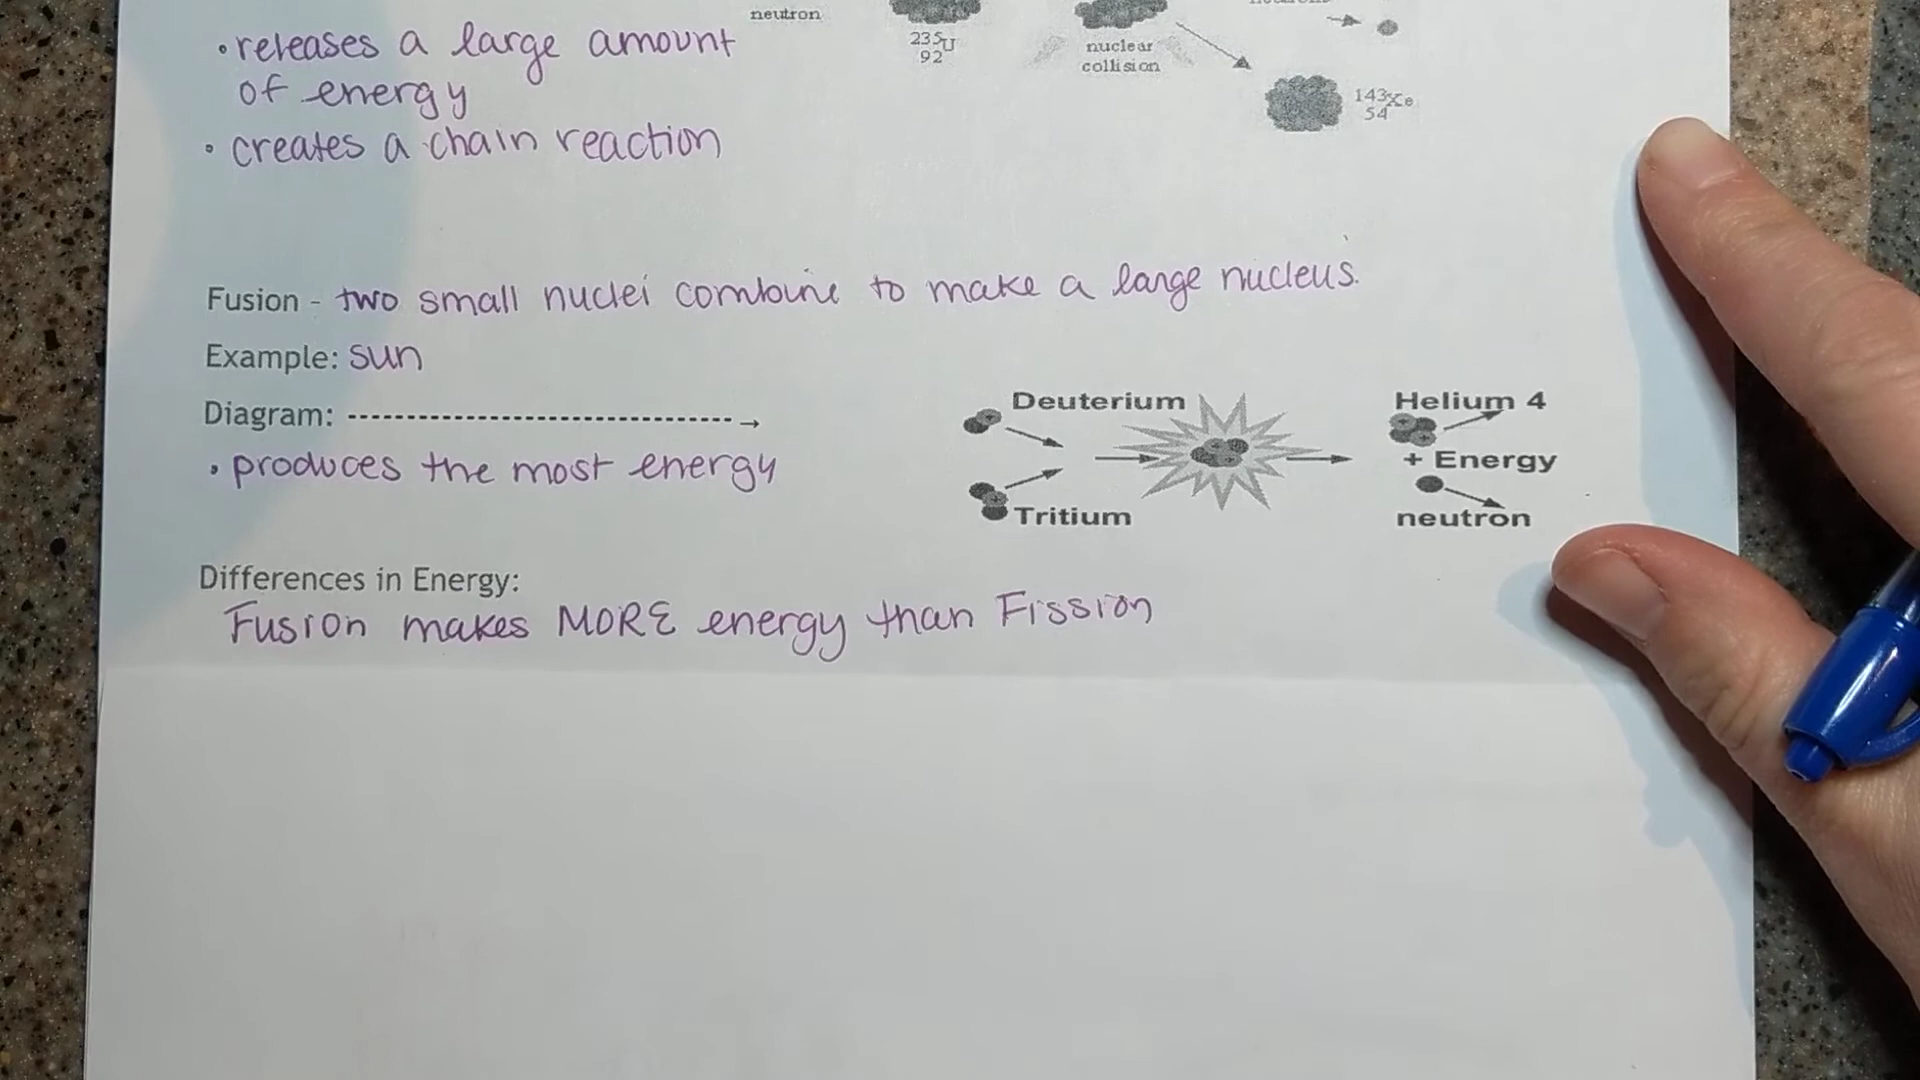 neutron
• releases a large amount
of energy
• creates a chain reaction
235
92 U
nuclear
collision
143
54 Xe
Fusion - two small nuclei combine to make a large nucleus.
Example: sun
Diagram: --------------------------------→
• produces the most energy
Deuterium
Tritium
Helium 4
+ Energy
neutron
Differences in Energy:
Fusion makes MORE energy than Fission